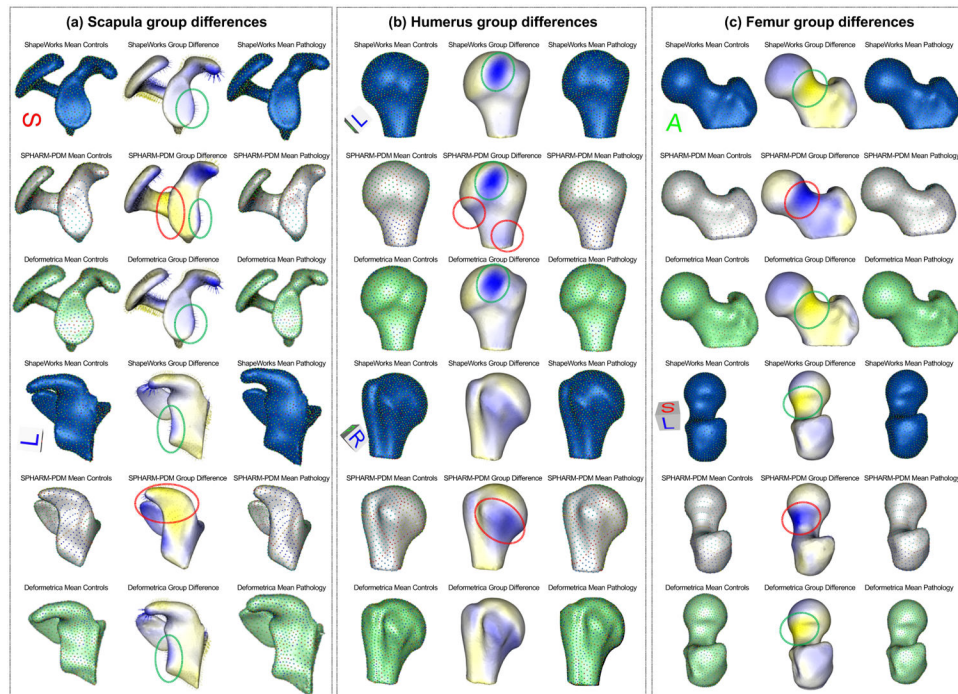 (a) Scapula group differences
ShapeWorks Mean Controls ShapeWorks Group Difference ShapeWorks Mean Pathology
S
SPHARM-PDM Mean Controls SPHARM-PDM Group Difference SPHARM-PDM Mean Pathology
Deformetrica Mean Controls Deformetrica Group Difference Deformetrica Mean Pathology
ShapeWorks Mean Controls ShapeWorks Group Difference ShapeWorks Mean Pathology
L
SPHARM-PDM Mean Controls SPHARM-PDM Group Difference SPHARM-PDM Mean Pathology
Deformetrica Mean Controls Deformetrica Group Difference Deformetrica Mean Pathology
(b) Humerus group differences
ShapeWorks Mean Controls ShapeWorks Group Difference ShapeWorks Mean Pathology
L
SPHARM-PDM Mean Controls SPHARM-PDM Group Difference SPHARM-PDM Mean Pathology
Deformetrica Mean Controls Deformetrica Group Difference Deformetrica Mean Pathology
ShapeWorks Mean Controls ShapeWorks Group Difference ShapeWorks Mean Pathology
R
SPHARM-PDM Mean Controls SPHARM-PDM Group Difference SPHARM-PDM Mean Pathology
Deformetrica Mean Controls Deformetrica Group Difference Deformetrica Mean Pathology
(c) Femur group differences
ShapeWorks Mean Controls ShapeWorks Group Difference ShapeWorks Mean Pathology
A
SPHARM-PDM Mean Controls SPHARM-PDM Group Difference SPHARM-PDM Mean Pathology
Deformetrica Mean Controls Deformetrica Group Difference Deformetrica Mean Pathology
ShapeWorks Mean Controls ShapeWorks Group Difference ShapeWorks Mean Pathology
S
L
SPHARM-PDM Mean Controls SPHARM-PDM Group Difference SPHARM-PDM Mean Pathology
Deformetrica Mean Controls Deformetrica Group Difference Deformetrica Mean Pathology